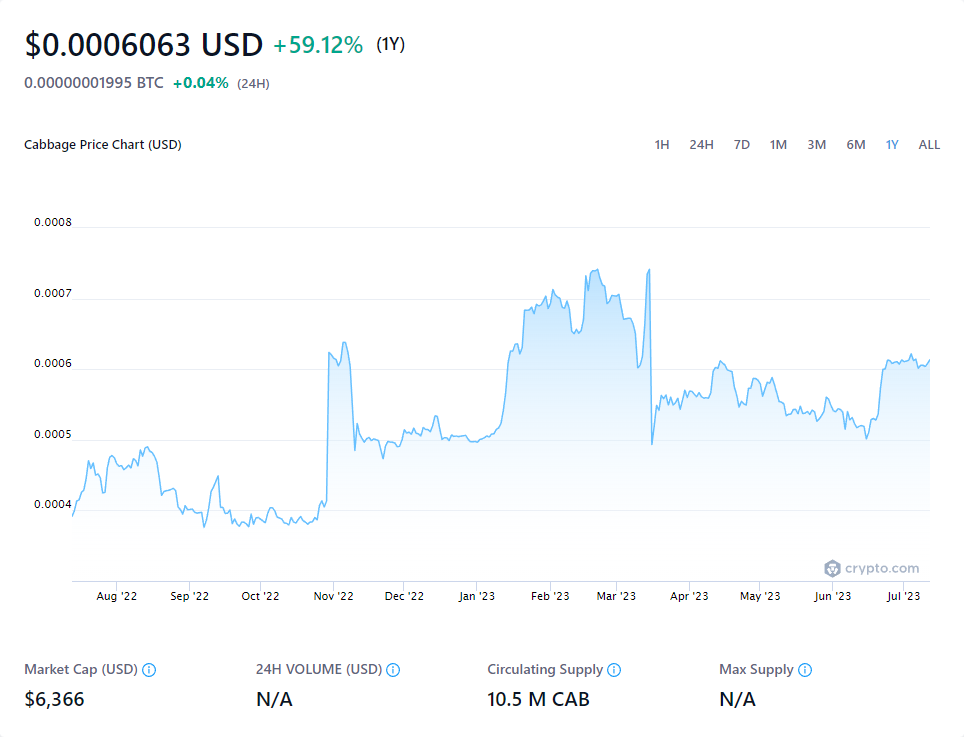 $0.0006063 USD +59.12% (1Y)
0.00000001995 BTC +0.04% (24H)
Cabbage Price Chart (USD) 1H 24H 7D 1M 3M 6M 1Y ALL
0.0008
0.0007
0.0006
0.0005
0.0004
crypto.com
Aug '22 Sep '22 Oct '22 Nov '22 Dec '22 Jan '23 Feb '23 Mar '23 Apr '23 May '23 Jun '23 Jul '23
Market Cap (USD) 24H VOLUME (USD) Circulating Supply Max Supply
$6,366 N/A 10.5 M CAB N/A